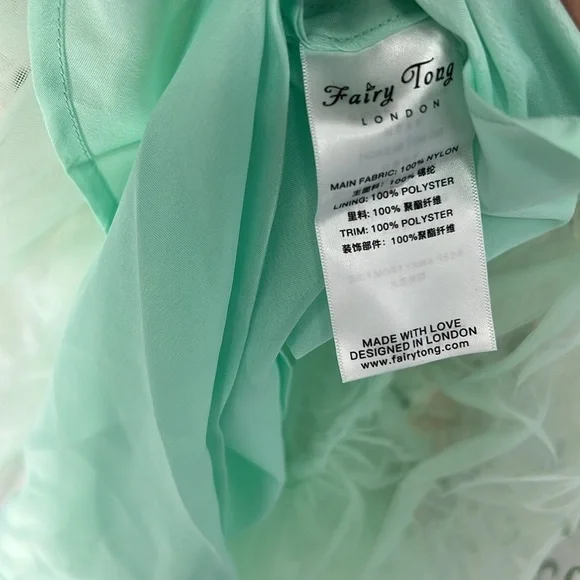 Fairy Tong
LONDON
MAIN FABRIC: 100% NYLON
主面料: 100% 锦纶
LINING: 100% POLYSTER
里料: 100% 聚酯纤维
TRIM: 100% POLYSTER
装饰部件: 100%聚酯纤维
MADE WITH LOVE
DESIGNED IN LONDON
www.fairytong.com